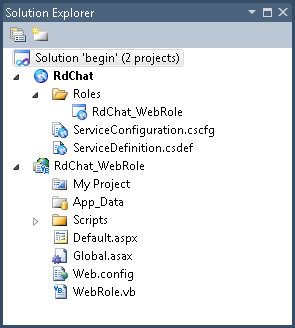 Solution Explorer
Solution 'begin' (2 projects)
RdChat
Roles
RdChat_WebRole
ServiceConfiguration.cscfg
ServiceDefinition.csdef
RdChat_WebRole
My Project
App_Data
Scripts
Default.aspx
Global.asax
Web.config
WebRole.vb